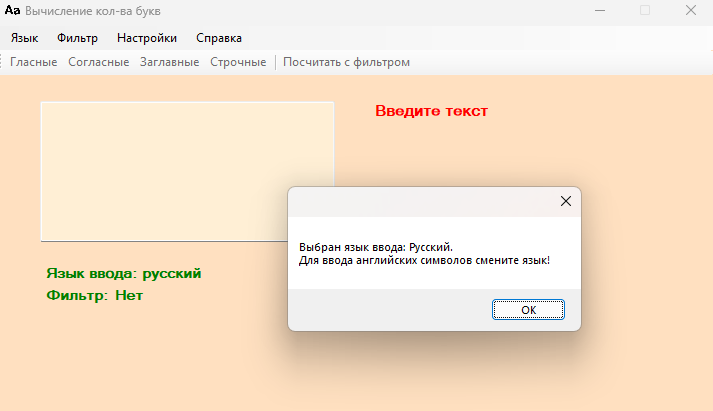 Aa Вычисление кол-ва букв
Язык Фильтр Настройки Справка
Гласные Согласные Заглавные Строчные Посчитать с фильтром
Введите текст
Выбран язык ввода: Русский.
Для ввода английских символов смените язык!
OK
Язык ввода: русский
Фильтр: Нет